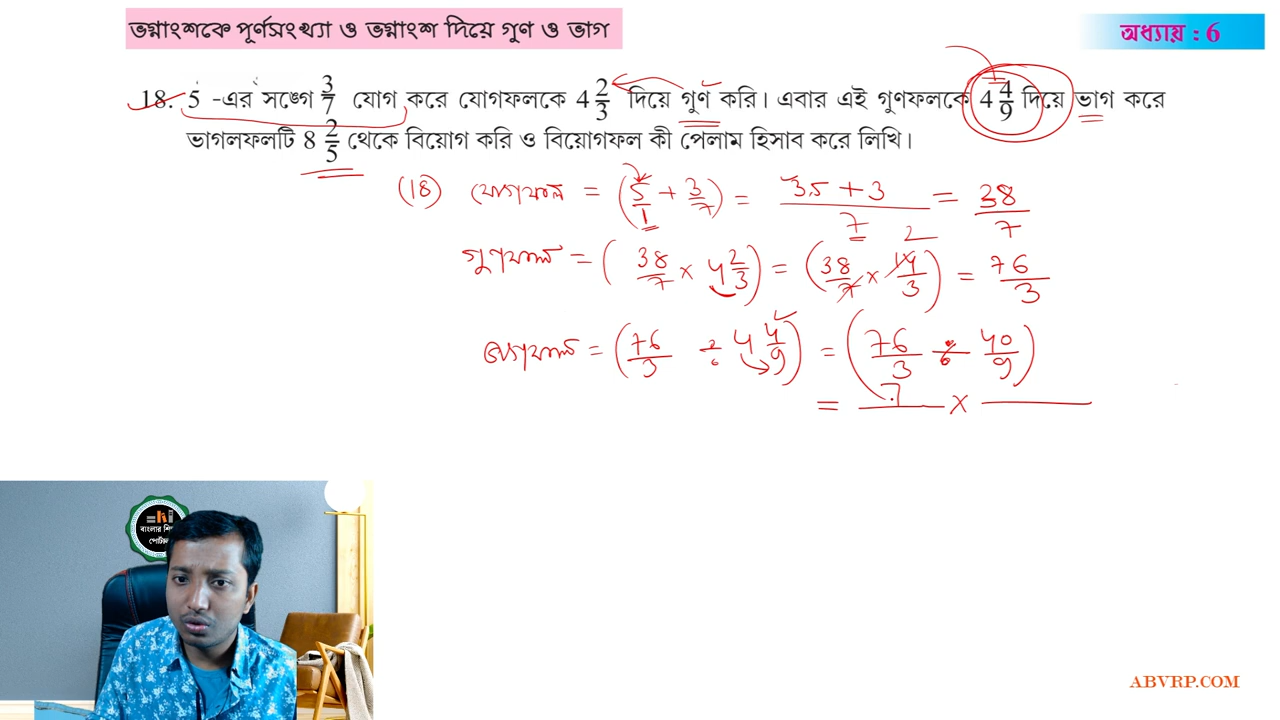 ভগ্নাংশকে পূর্ণসংখ্যা ও ভগ্নাংশ দিয়ে গুণ ও ভাগ
অধ্যায় : 6
18. 5 -এর সঙ্গে 3/7 যোগ করে যোগফলকে 4 2/3 দিয়ে গুণ করি। এবার এই গুণফলকে 4 4/9 দিয়ে ভাগ করে
ভাগলফলটি 8 2/5 থেকে বিয়োগ করি ও বিয়োগফল কী পেলাম হিসাব করে লিখি।
(18) যোগফল = (5/1 + 3/7) = 35 + 3/7 = 38/7
গুণফল = (38/7 × 4 2/3) = (38/7 × 14/3) = 76/3
ভাগফল = (76/3 ÷ 4 4/9) = (76/3 ÷ 40/9)
= 7 ×
বাংলার
ABVRP.COM